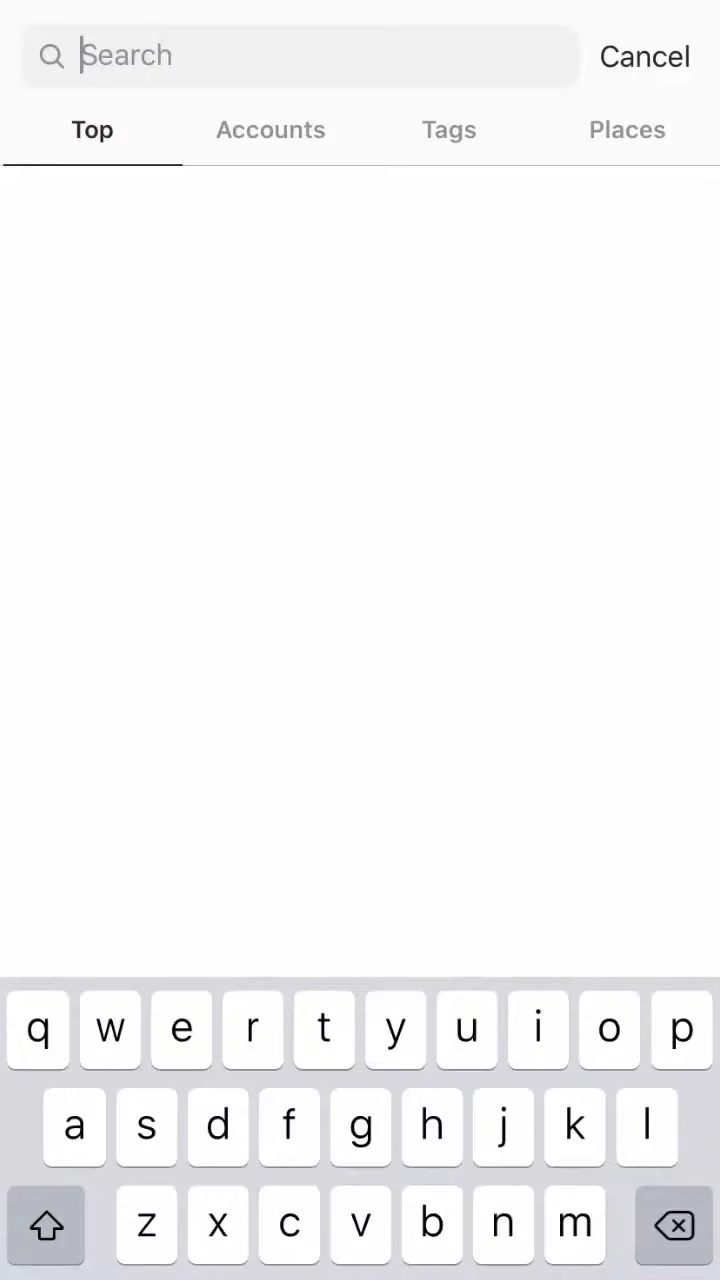 Search Cancel
Top Accounts Tags Places
q w e r t y u i o p
a s d f g h j k l
z x c v b n m